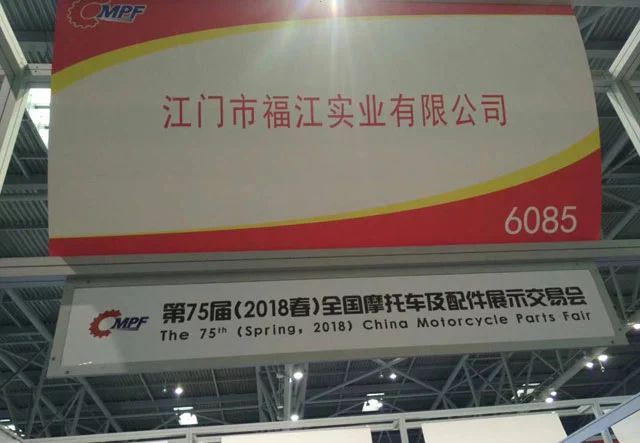 CMPF
江门市福江实业有限公司
6085
CMPF
第75届(2018春)全国摩托车及配件展示交易会
The 75th (Spring, 2018) China Motorcycle Parts Fair